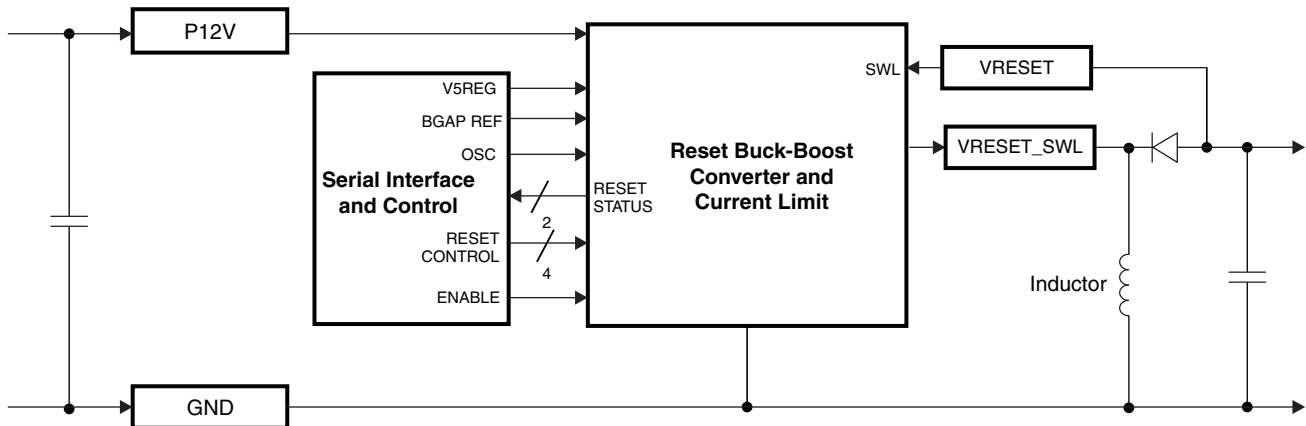 P12V
V5REG
BGAP REF
OSC
Serial Interface
and Control
RESET
CONTROL
ENABLE
2
4
RESET
STATUS
Reset Buck-Boost
Converter and
Current Limit
SWL
VRESET
VRESET_SWL
Inductor
GND